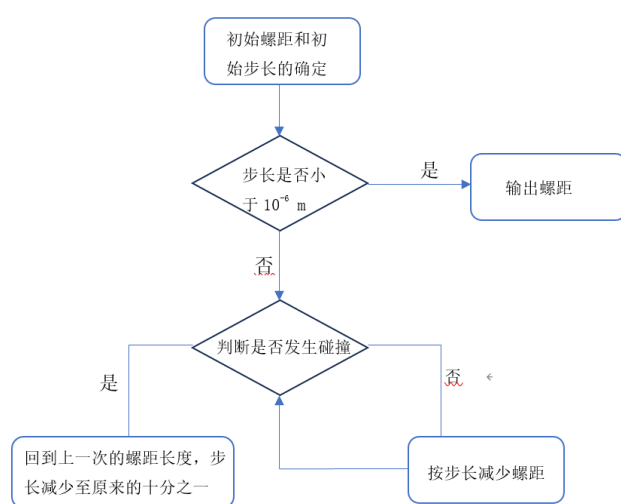 初始螺距和初
始步长的确定
步长是否小
于 10⁻⁶ m
是
输出螺距
否
判断是否发生碰撞
是
否
回到上一次的螺距长度，步
长减少至原来的十分之一
按步长减少螺距